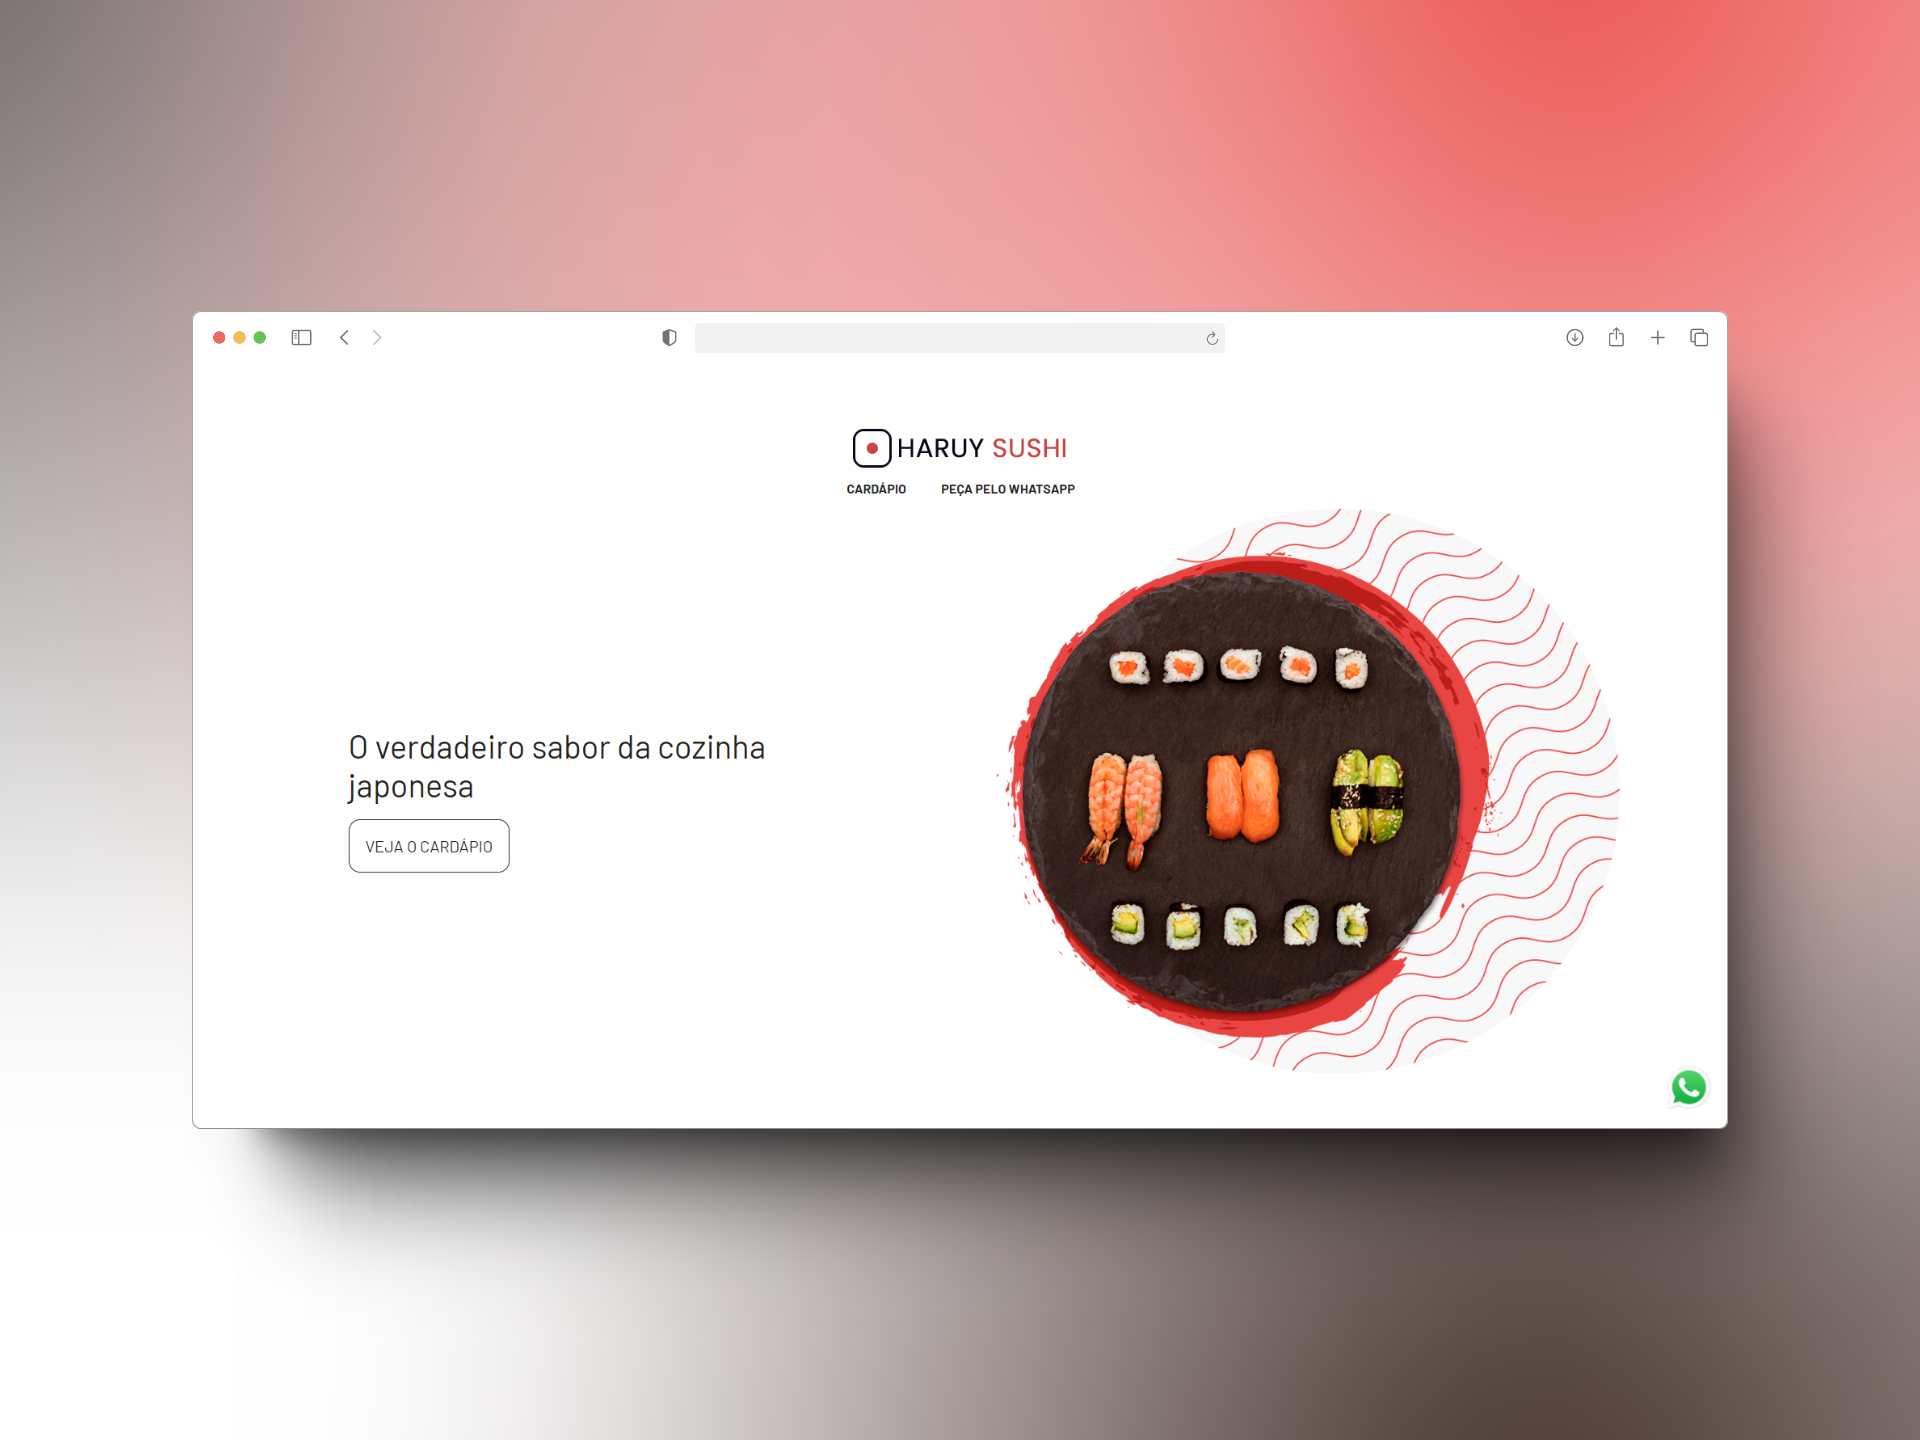 HARUY SUSHI
CARDÁPIO PEÇA PELO WHATSAPP
O verdadeiro sabor da cozinha
japonesa
VEJA O CARDÁPIO